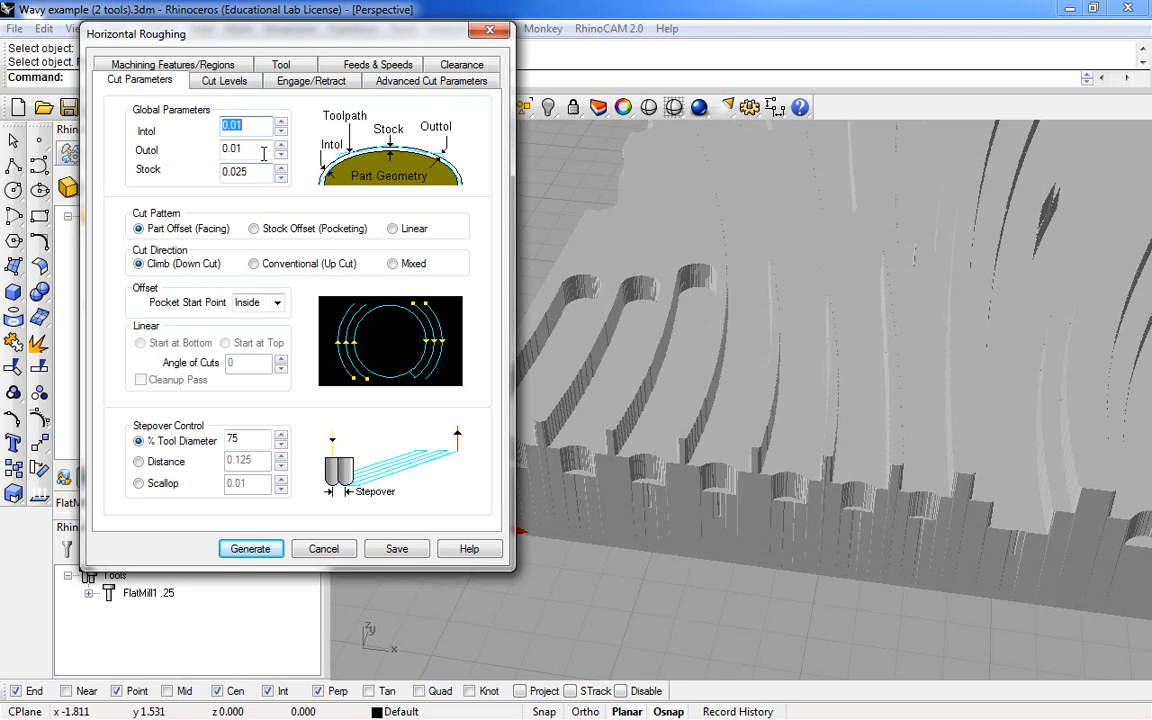 Wavy example (2 tools).3dm - Rhinoceros (Educational Lab License) - [Perspective]
File Edit Monkey RhinoCAM 2.0 Help
Select object:
Command:
Horizontal Roughing
Machining Features/Regions Tool Feeds & Speeds Clearance
Cut Parameters Cut Levels Engage/Retract Advanced Cut Parameters
Global Parameters
Intol 0.01
Outol 0.01
Stock 0.025
Toolpath
Stock
Outtol
Intol
Part Geometry
Cut Pattern
Part Offset (Facing) Stock Offset (Pocketing) Linear
Cut Direction
Climb (Down Cut) Conventional (Up Cut) Mixed
Offset
Pocket Start Point Inside
Linear
Start at Bottom Start at Top
Angle of Cuts 0
Cleanup Pass
Stepover Control
% Tool Diameter 75
Distance 0.125
Scallop 0.01
Stepover
Generate Cancel Save Help
Tools
FlatMill1 .25
z y x
End Near Point Mid Cen Int Perp Tan Quad Knot Project STrack Disable
CPlane x -1.811 y 1.531 z 0.000 0.000 Default Snap Ortho Planar Osnap Record History